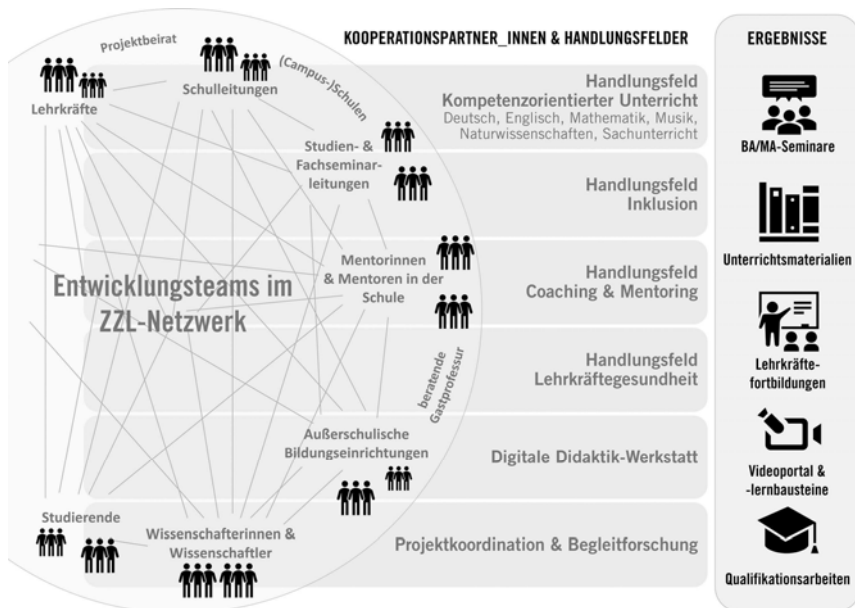 Projektbeirat
(Campus-)Schulen
Lehrkräfte
Schulleitungen
Studien- &
Fachseminar-
leitungen
Mentorinnen
& Mentoren in der
Schule
Entwicklungsteams im
ZZL-Netzwerk
beratende
Gastprofessur
Außerschulische
Bildungseinrichtungen
Studierende
Wissenschafterinnen &
Wissenschaftler
KOOPERATIONSPARTNER_INNEN & HANDLUNGSFELDER
Handlungsfeld
Kompetenzorientierter Unterricht
Deutsch, Englisch, Mathematik, Musik,
Naturwissenschaften, Sachunterricht
Handlungsfeld
Inklusion
Handlungsfeld
Coaching & Mentoring
Handlungsfeld
Lehrkräftegesundheit
Digitale Didaktik-Werkstatt
Projektkoordination & Begleitforschung
ERGEBNISSE
BA/MA-Seminare
Unterrichtsmaterialien
Lehrkräfte-
fortbildungen
Videoportal &
-lernbausteine
Qualifikationsarbeiten